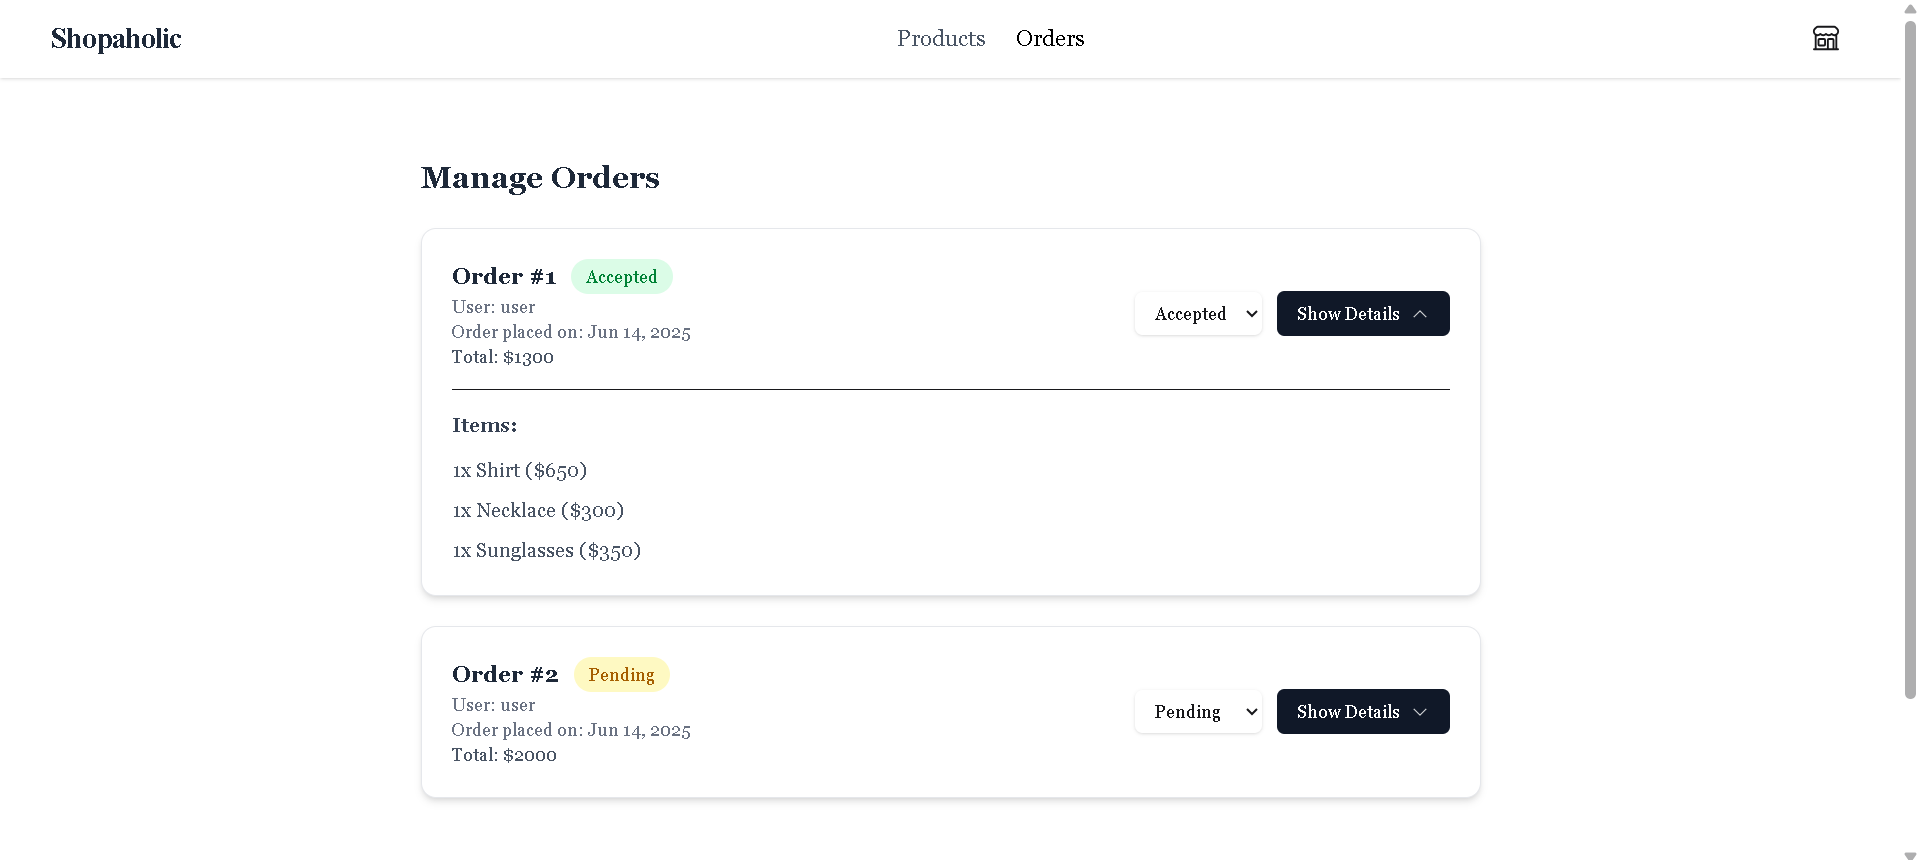 Shopaholic
Products
Orders
Manage Orders
Order #1
Accepted
User: user
Order placed on: Jun 14, 2025
Total: $1300
Accepted
Show Details
Items:
1x Shirt ($650)
1x Necklace ($300)
1x Sunglasses ($350)
Order #2
Pending
User: user
Order placed on: Jun 14, 2025
Total: $2000
Pending
Show Details